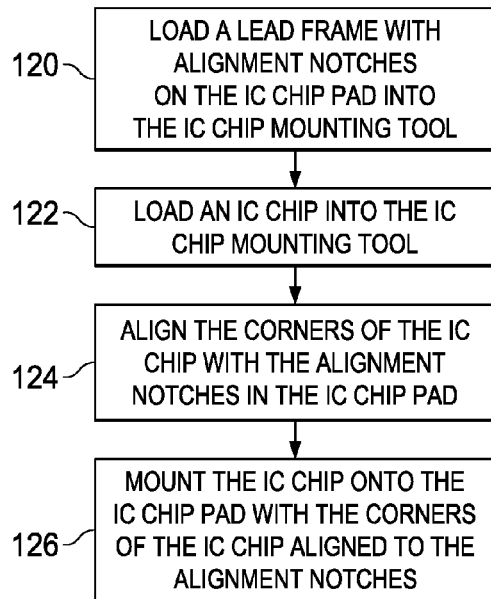 120
LOAD A LEAD FRAME WITH
ALIGNMENT NOTCHES
ON THE IC CHIP PAD INTO
THE IC CHIP MOUNTING TOOL
122
LOAD AN IC CHIP INTO THE IC
CHIP MOUNTING TOOL
124
ALIGN THE CORNERS OF THE IC
CHIP WITH THE ALIGNMENT
NOTCHES IN THE IC CHIP PAD
126
MOUNT THE IC CHIP ONTO THE
IC CHIP PAD WITH THE CORNERS
OF THE IC CHIP ALIGNED TO THE
ALIGNMENT NOTCHES